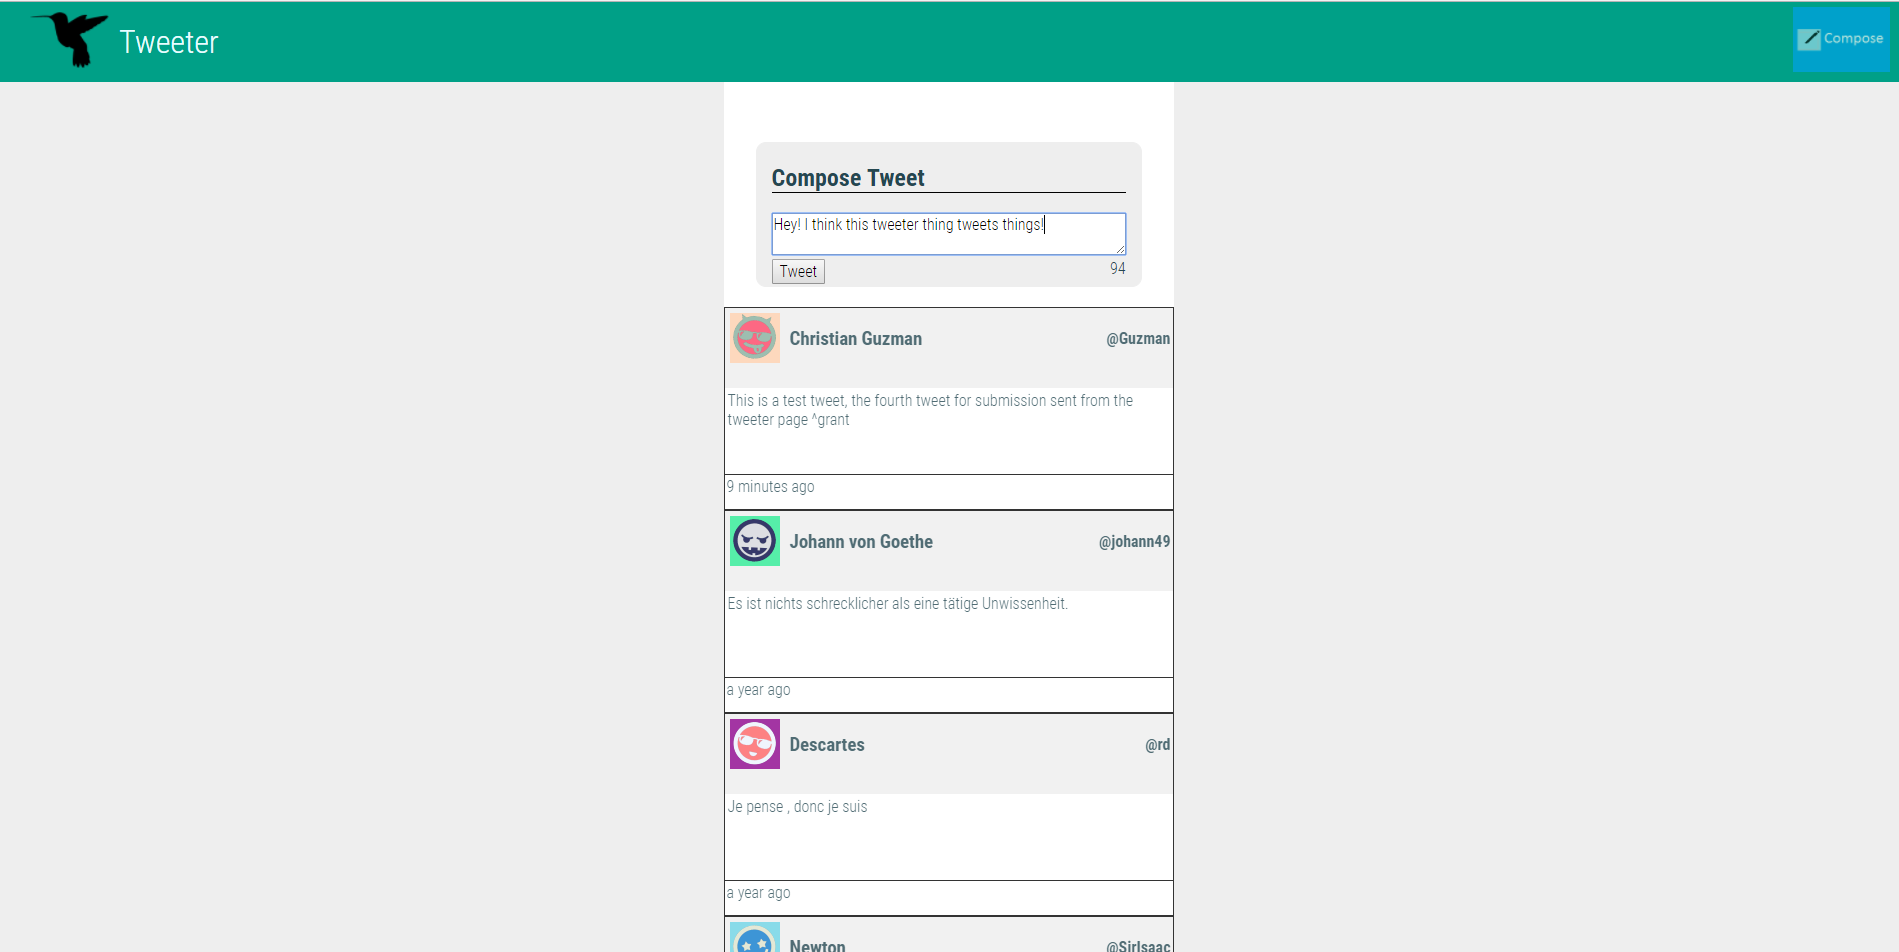 Tweeter
Compose
Compose Tweet
Hey! I think this tweeter thing tweets things!
Tweet
94
Christian Guzman
@Guzman
This is a test tweet, the fourth tweet for submission sent from the
tweeter page ^grant
9 minutes ago
Johann von Goethe
@johann49
Es ist nichts schrecklicher als eine tätige Unwissenheit.
a year ago
Descartes
@rd
Je pense , donc je suis
a year ago
Newton
@SirIsaac